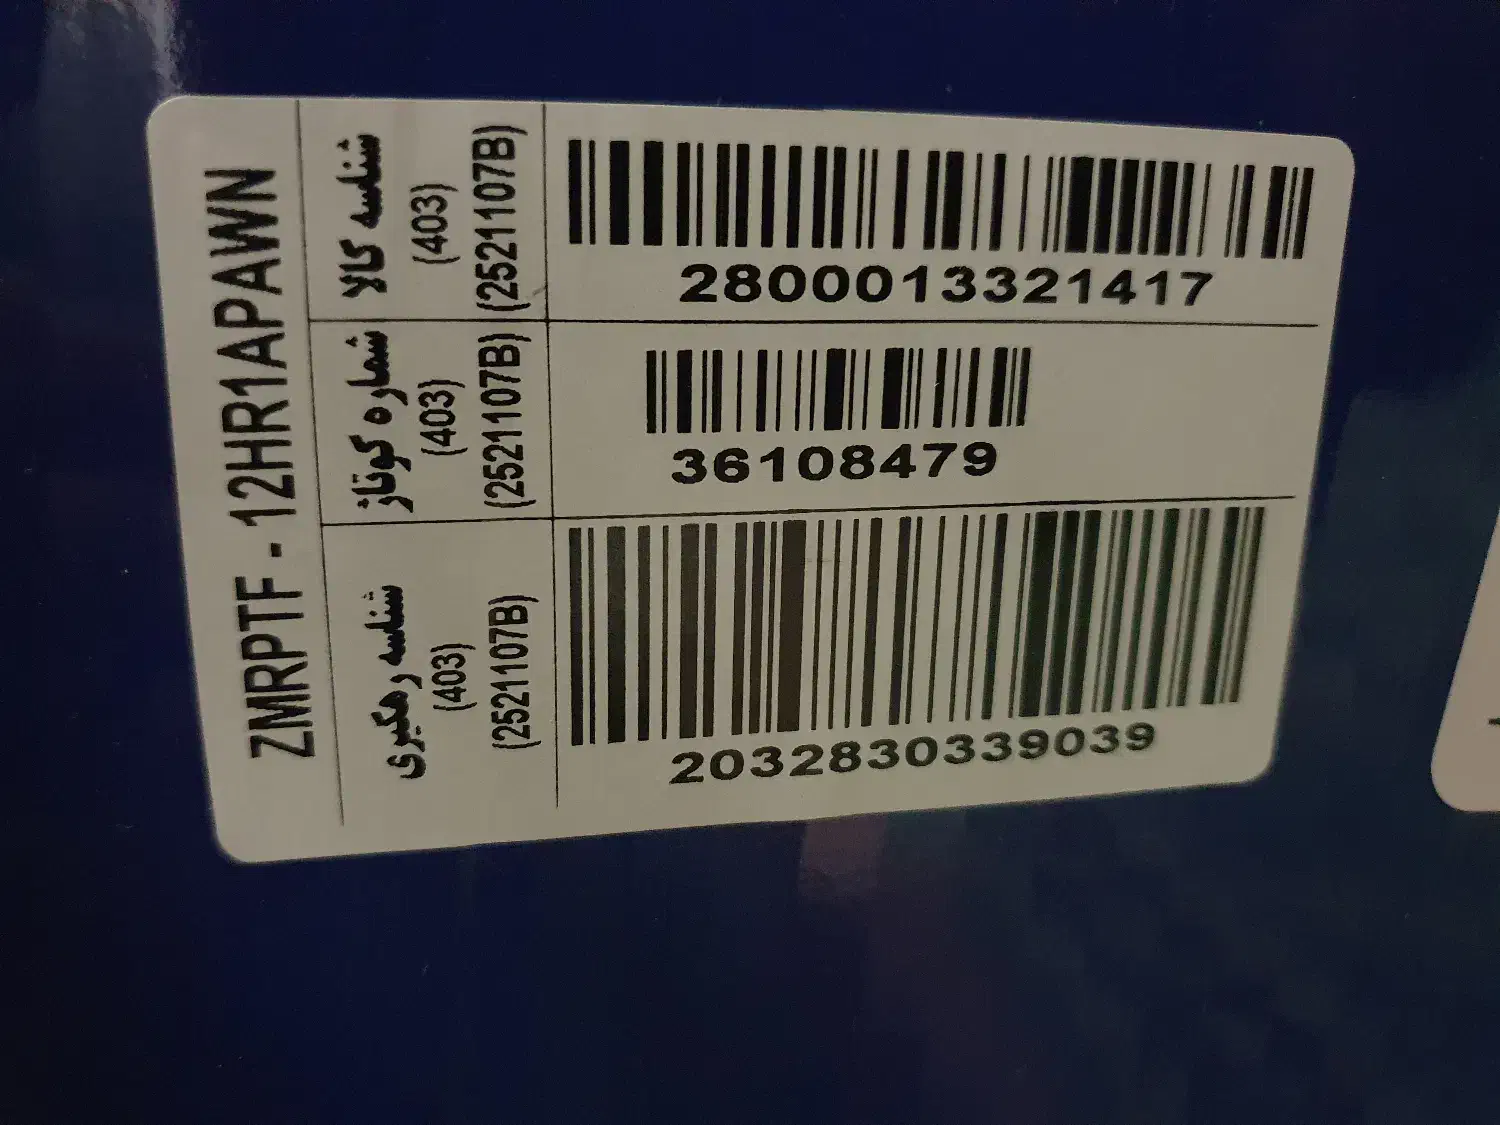 ZMRPTF - 12HR1APAWN
شناسه کالا
(403)
(2521107B)
2800013321417
شماره کوتاژ
(403)
(2521107B)
36108479
شناسه رهگیری
(403)
(2521107B)
2032830339039